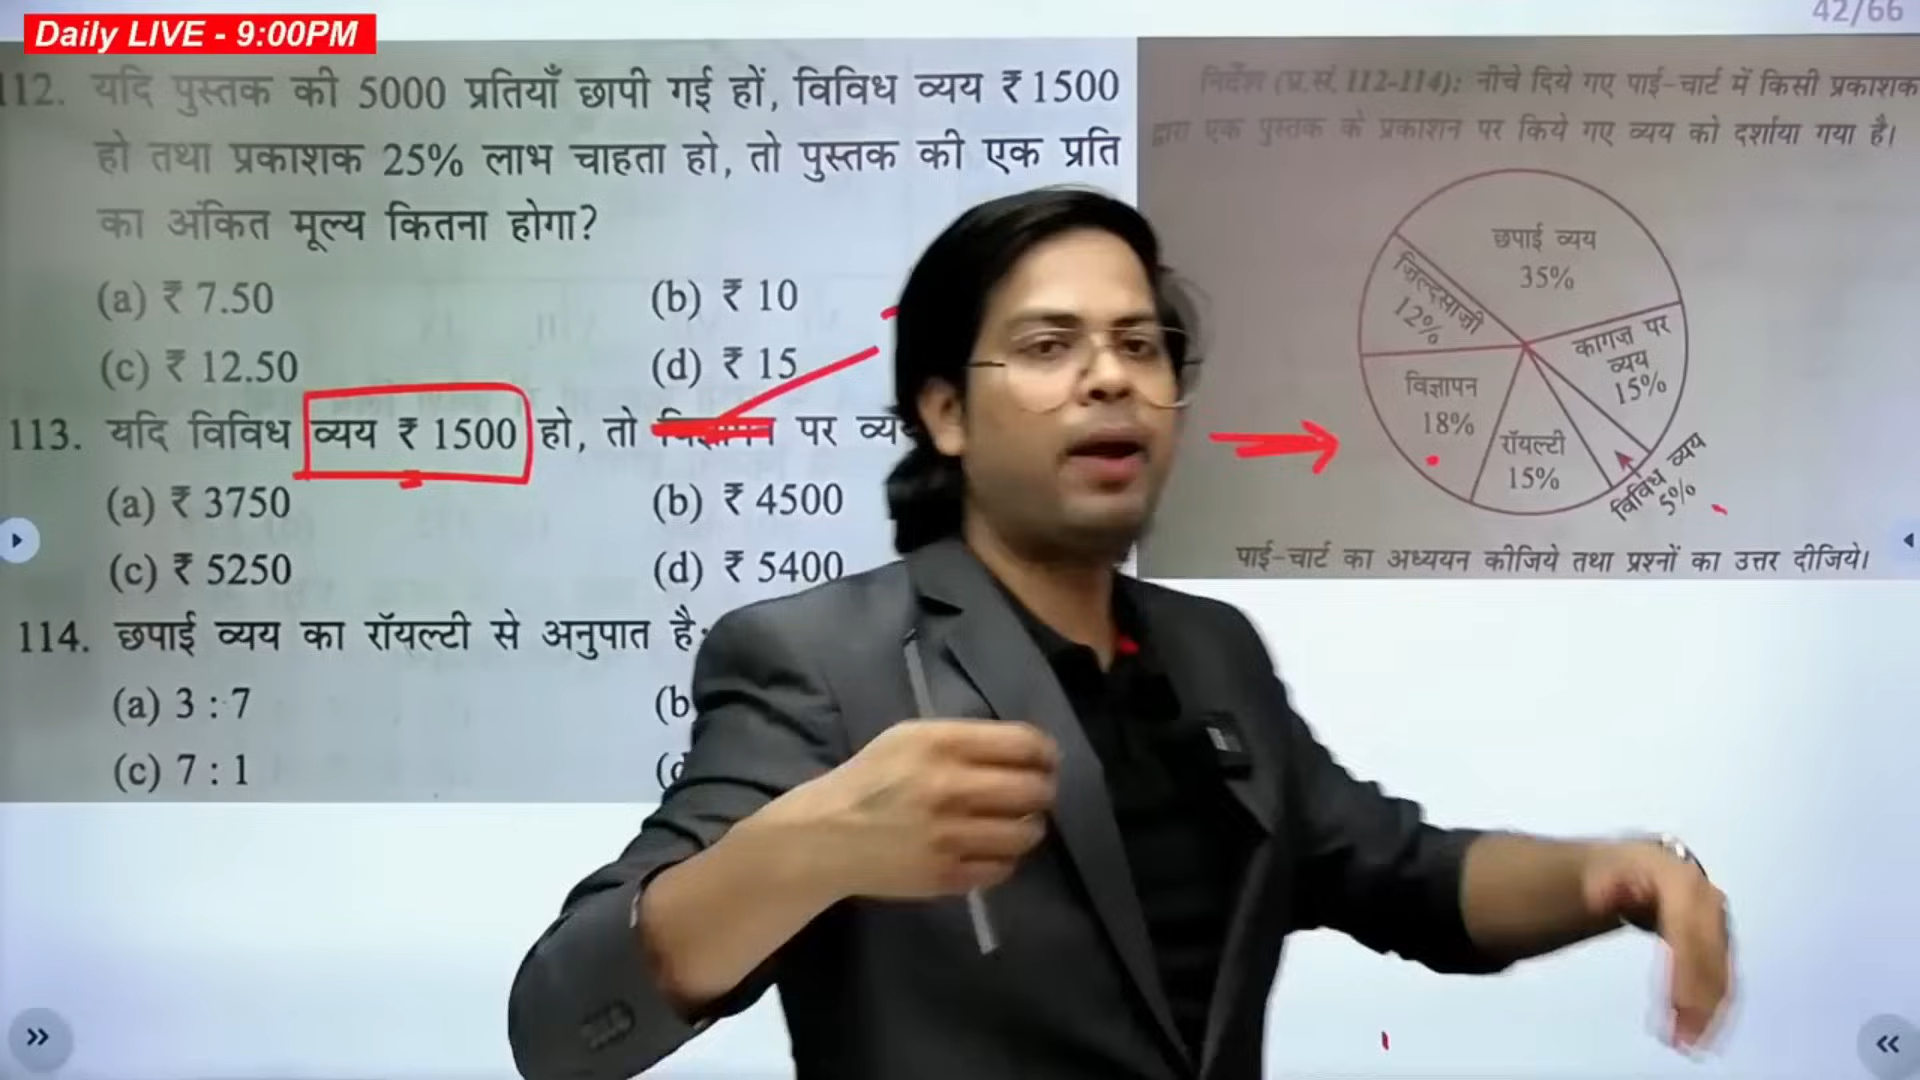 Daily LIVE - 9:00PM
42/66
112. यदि पुस्तक की 5000 प्रतियाँ छापी गई हों, विविध व्यय ₹ 1500
हो तथा प्रकाशक 25% लाभ चाहता हो, तो पुस्तक की एक प्रति
का अंकित मूल्य कितना होगा?
(a) ₹ 7.50 (b) ₹ 10
(c) ₹ 12.50 (d) ₹ 15
113. यदि विविध व्यय ₹ 1500 हो, तो विज्ञापन पर
(a) ₹ 3750 (b) ₹ 4500
(c) ₹ 5250 (d) ₹ 5400
114. छपाई व्यय का रॉयल्टी से अनुपात है:
(a) 3 : 7 (b
(c) 7 : 1
निर्देश (प्र.सं. 112-114): नीचे दिये गए पाई-चार्ट में किसी प्रकाशक
द्वारा एक पुस्तक के प्रकाशन पर किये गए व्यय को दर्शाया गया है।
छपाई व्यय
35%
जिल्दसाज़ी
12%
कागज़ पर
व्यय
15%
विज्ञापन
18%
रॉयल्टी
15%
विविध व्यय
5%
पाई-चार्ट का अध्ययन कीजिये तथा प्रश्नों का उत्तर दीजिये।